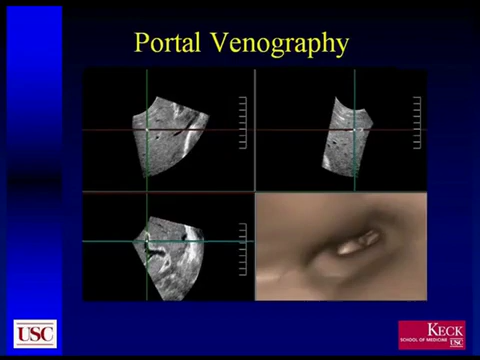 Portal Venography
USC
KECK
SCHOOL OF MEDICINE
USC